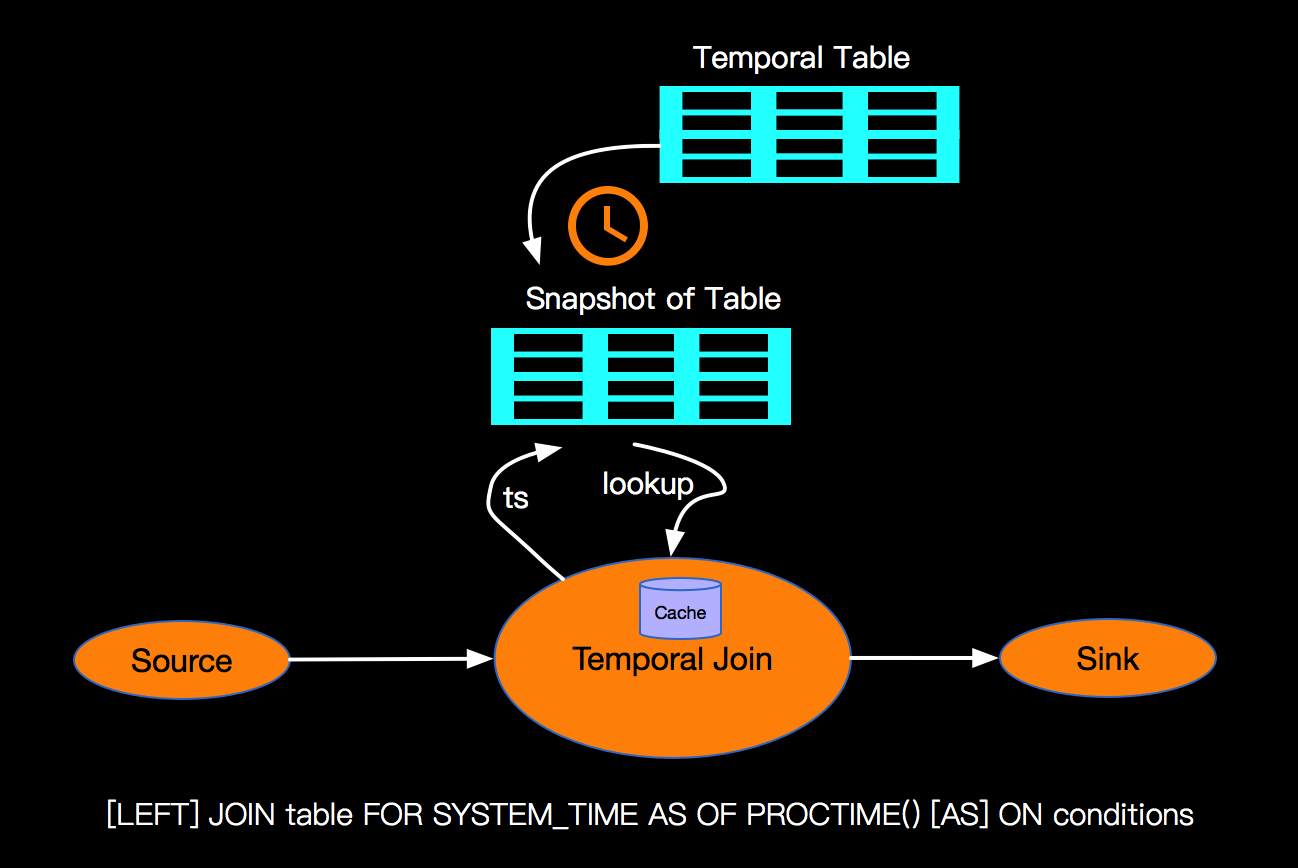 Temporal Table
Snapshot of Table
ts
lookup
Cache
Source
Temporal Join
Sink
[LEFT] JOIN table FOR SYSTEM_TIME AS OF PROCTIME() [AS] ON conditions